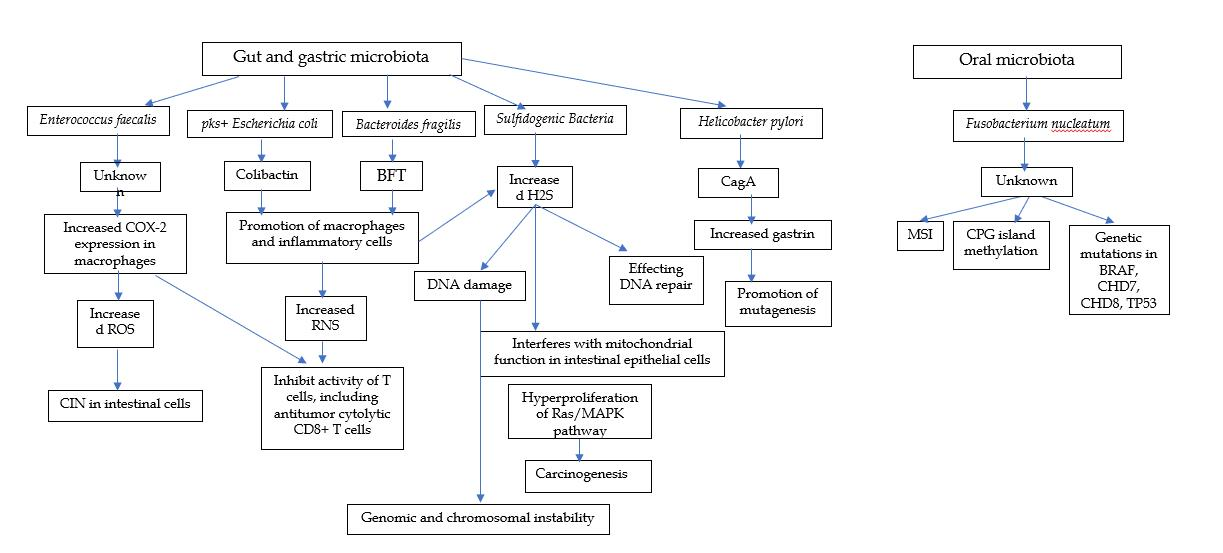 Gut and gastric microbiota
Oral microbiota
Enterococcus faecalis
pks+ Escherichia coli
Bacteroides fragilis
Sulfidogenic Bacteria
Helicobacter pylori
Fusobacterium nucleatum
Unknow
n
Colibactin
BFT
Increase
d H2S
CagA
Unknown
Increased COX-2
expression in
macrophages
Promotion of macrophages
and inflammatory cells
Increased gastrin
MSI
CPG island
methylation
Genetic
mutations in
BRAF,
CHD7,
CHD8, TP53
DNA damage
Effecting
DNA repair
Promotion of
mutagenesis
Increase
d ROS
Increased
RNS
Interferes with mitochondrial
function in intestinal epithelial cells
CIN in intestinal cells
Inhibit activity of T
cells, including
antitumor cytolytic
CD8+ T cells
Hyperproliferation
of Ras/MAPK
pathway
Carcinogenesis
Genomic and chromosomal instability